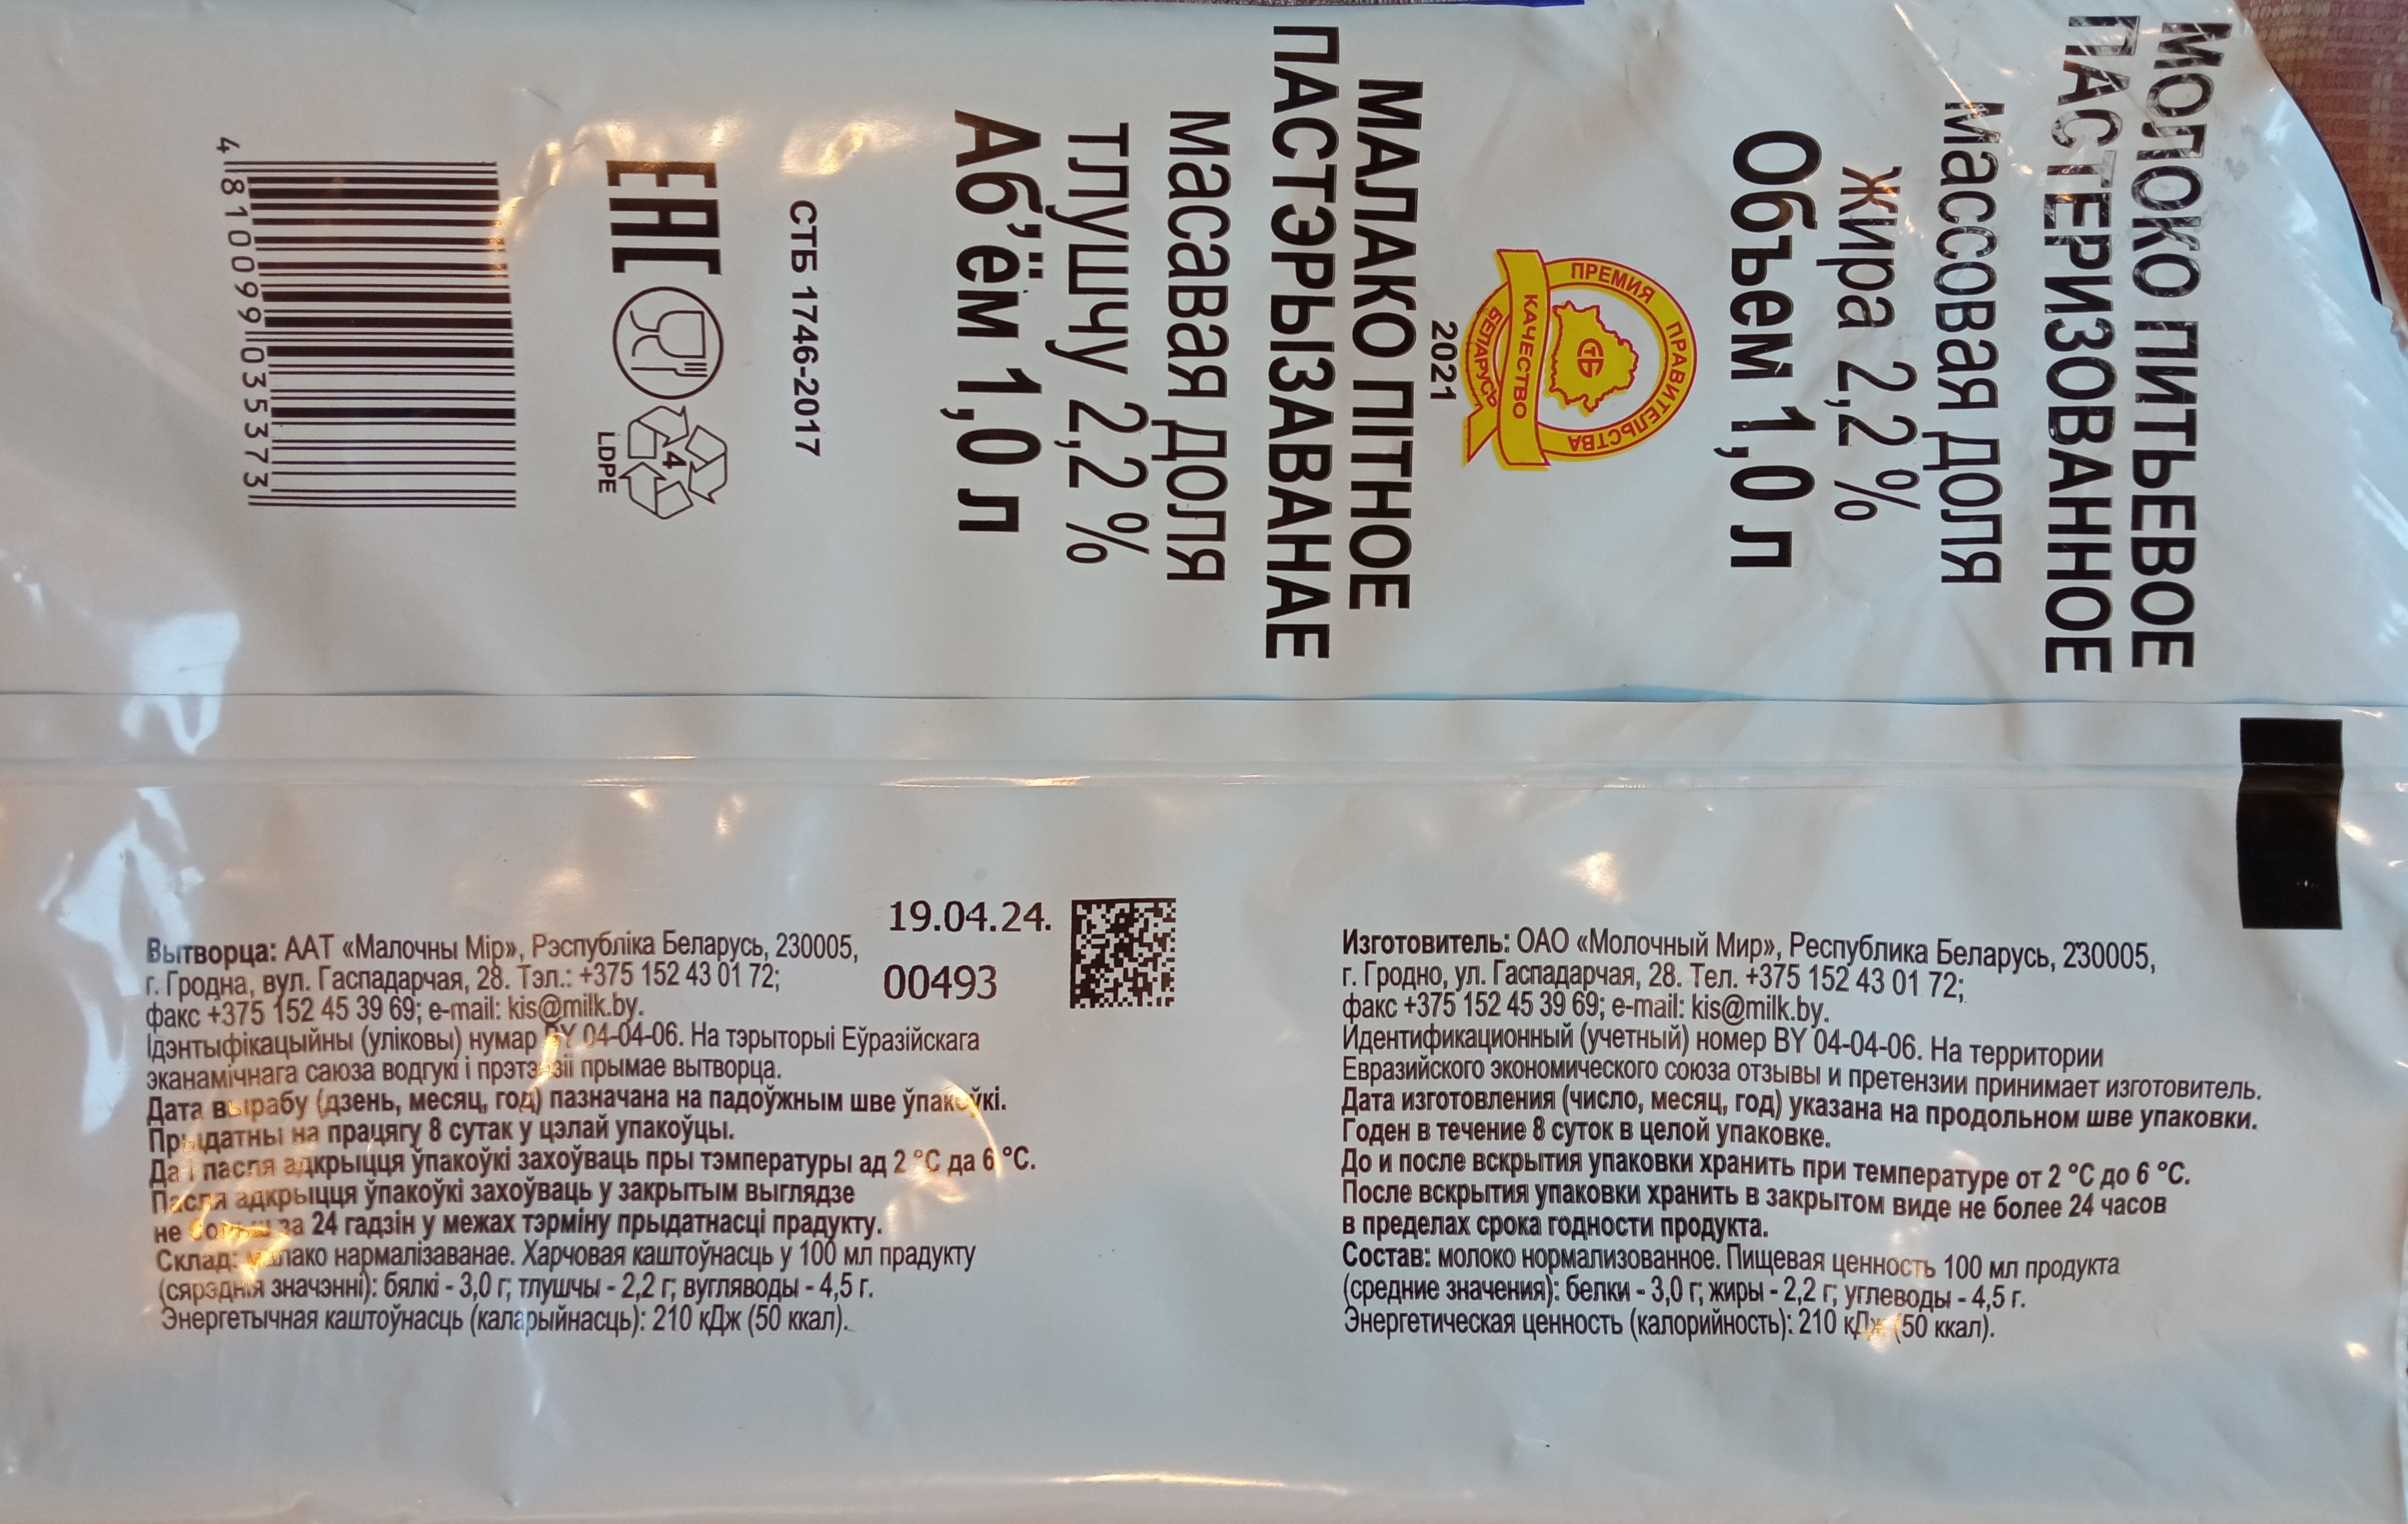 МОЛОКО ПИТЬЕВОЕ
ПАСТЕРИЗОВАННОЕ
массовая доля
жира 2,2 %
Объем 1,0 л
ПРЕМИЯ ПРАВИТЕЛЬСТВА
СТБ
КАЧЕСТВО
БЕЛАРУСЬ
2021
МАЛАКО ПІТНОЕ
ПАСТЭРЫЗАВАНАЕ
масавая доля
тлушчу 2,2 %
Аб'ём 1,0 л
СТБ 1746-2017
ЕАС
4
LDPE
4810099035373
19.04.24.
00493
Вытворца: ААТ «Малочны Мір», Рэспубліка Беларусь, 230005,
г. Гродна, вул. Гаспадарчая, 28. Тэл.: +375 152 43 01 72;
факс +375 152 45 39 69; e-mail: kis@milk.by.
Ідэнтыфікацыйны (уліковы) нумар BY 04-04-06. На тэрыторыі Еўразійскага
эканамічнага саюза водгукі і прэтэнзіі прымае вытворца.
Дата вырабу (дзень, месяц, год) пазначана на падоўжным шве ўпакоўкі.
Прыдатны на працягу 8 сутак у цэлай упакоўцы.
Да і пасля адкрыцця ўпакоўкі захоўваць пры тэмпературы ад 2 °С да 6 °С.
Пасля адкрыцця ўпакоўкі захоўваць у закрытым выглядзе
не больш за 24 гадзін у межах тэрміну прыдатнасці прадукту.
Склад: малако нармалізаванае. Харчовая каштоўнасць у 100 мл прадукту
(сярэднія значэнні): бялкі - 3,0 г; тлушчы - 2,2 г; вугляводы - 4,5 г.
Энергетычная каштоўнасць (каларыйнасць): 210 кДж (50 ккал).
Изготовитель: ОАО «Молочный Мир», Республика Беларусь, 230005,
г. Гродно, ул. Гаспадарчая, 28. Тел. +375 152 43 01 72;
факс +375 152 45 39 69; e-mail: kis@milk.by.
Идентификационный (учетный) номер BY 04-04-06. На территории
Евразийского экономического союза отзывы и претензии принимает изготовитель.
Дата изготовления (число, месяц, год) указана на продольном шве упаковки.
Годен в течение 8 суток в целой упаковке.
До и после вскрытия упаковки хранить при температуре от 2 °С до 6 °С.
После вскрытия упаковки хранить в закрытом виде не более 24 часов
в пределах срока годности продукта.
Состав: молоко нормализованное. Пищевая ценность 100 мл продукта
(средние значения): белки - 3,0 г; жиры - 2,2 г; углеводы - 4,5 г.
Энергетическая ценность (калорийность): 210 кДж (50 ккал).